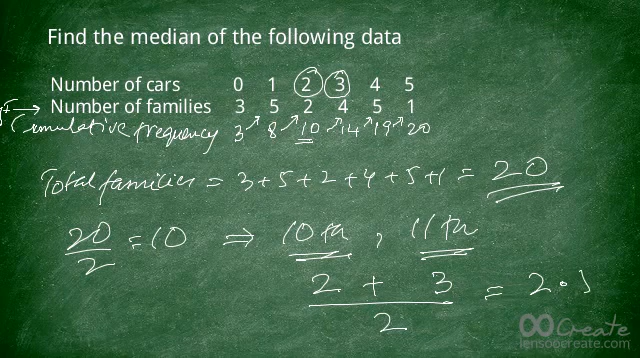 Find the median of the following data
Number of cars 0 1 2 3 4 5
Number of families 3 5 2 4 5 1
Cumulative frequency 3 8 10 14 19 20
Total families = 3+5+2+4+5+1 = 20
20/2 = 10 ⇒ 10th, 11th
2 + 3 / 2 = 2.5
Create
lensoocreate.com